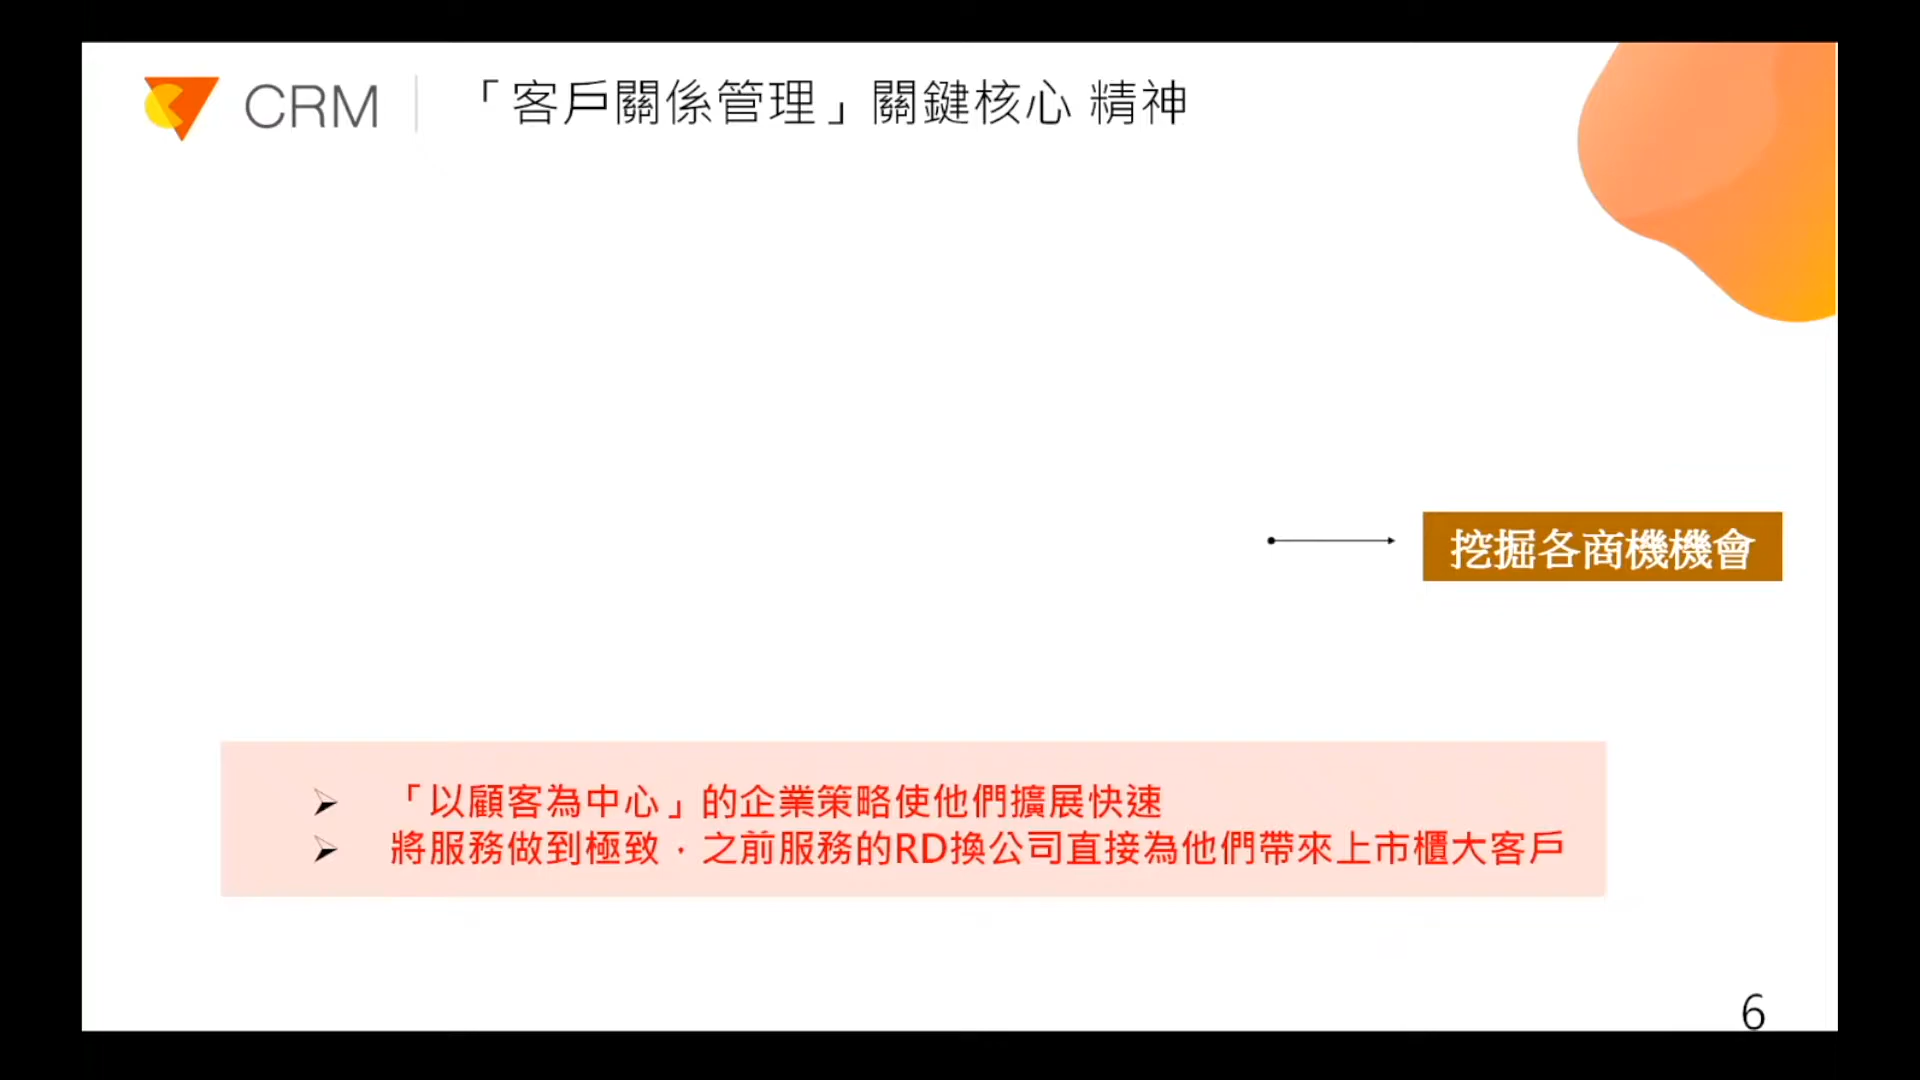 CRM
「客戶關係管理」關鍵核心 精神
挖掘各商機機會
「以顧客為中心」的企業策略使他們擴展快速
將服務做到極致，之前服務的RD換公司直接為他們帶來上市櫃大客戶
6